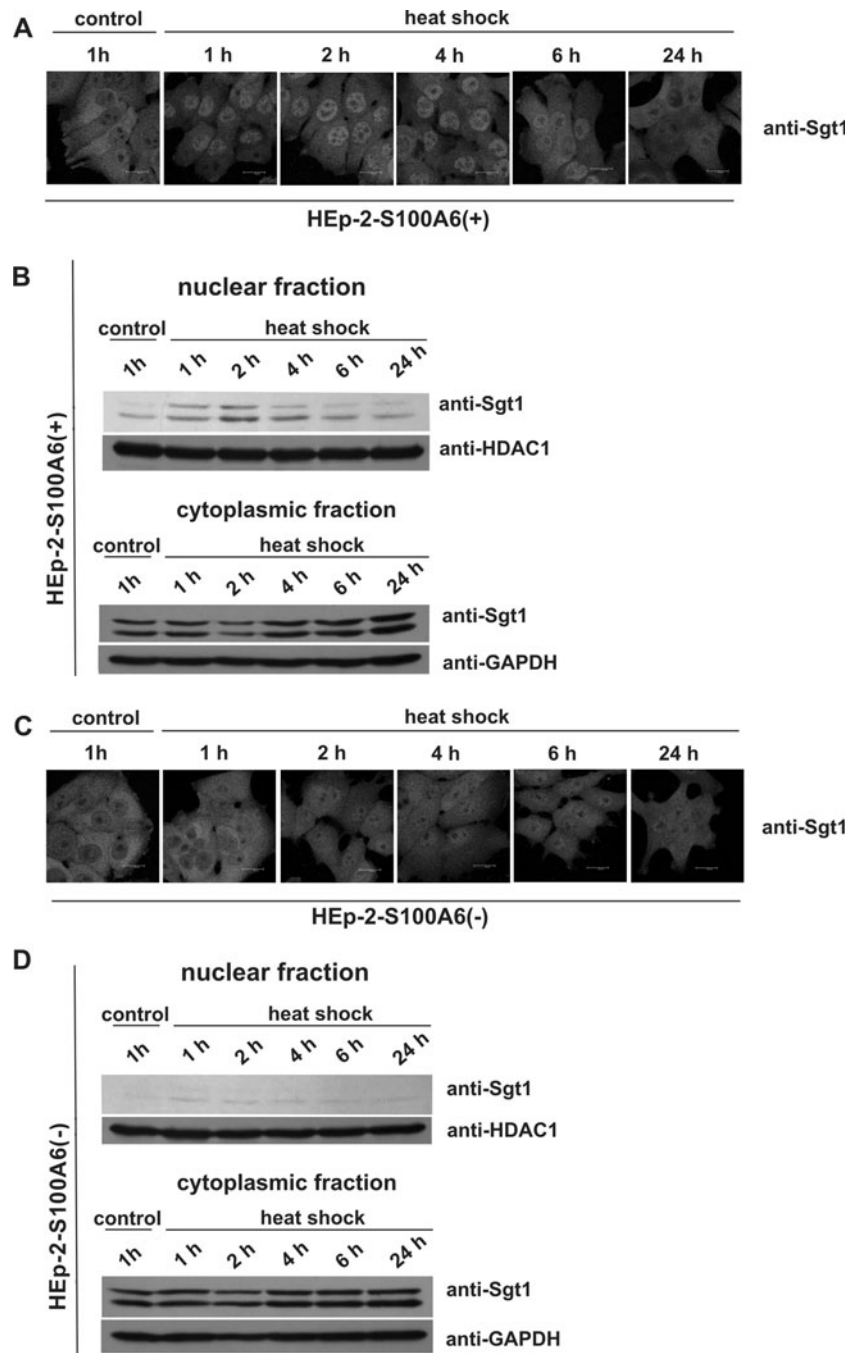 A
control heat shock
1h 1 h 2 h 4 h 6 h 24 h
anti-Sgt1
HEp-2-S100A6(+)
B
HEp-2-S100A6(+)
nuclear fraction
control heat shock
1h 1 h 2 h 4 h 6 h 24 h
anti-Sgt1
anti-HDAC1
cytoplasmic fraction
control heat shock
1h 1 h 2 h 4 h 6 h 24 h
anti-Sgt1
anti-GAPDH
C
control heat shock
1h 1 h 2 h 4 h 6 h 24 h
anti-Sgt1
HEp-2-S100A6(-)
D
HEp-2-S100A6(-)
nuclear fraction
control heat shock
1h 1 h 2 h 4 h 6 h 24 h
anti-Sgt1
anti-HDAC1
cytoplasmic fraction
control heat shock
1h 1 h 2 h 4 h 6 h 24 h
anti-Sgt1
anti-GAPDH